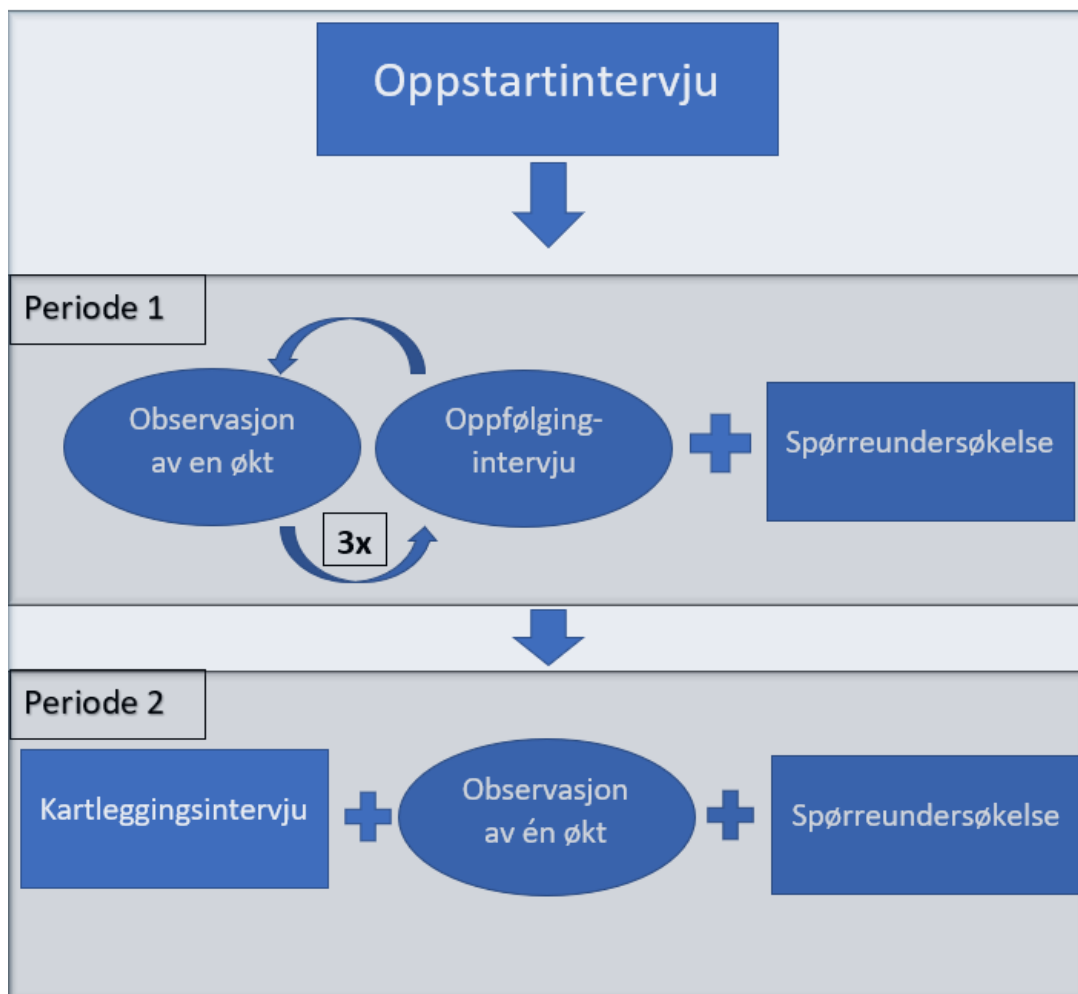 Oppstartintervju
Periode 1
Observasjon
av en økt
Oppfølging-
intervju
Spørreundersøkelse
3x
Periode 2
Kartleggingsintervju
Observasjon
av én økt
Spørreundersøkelse